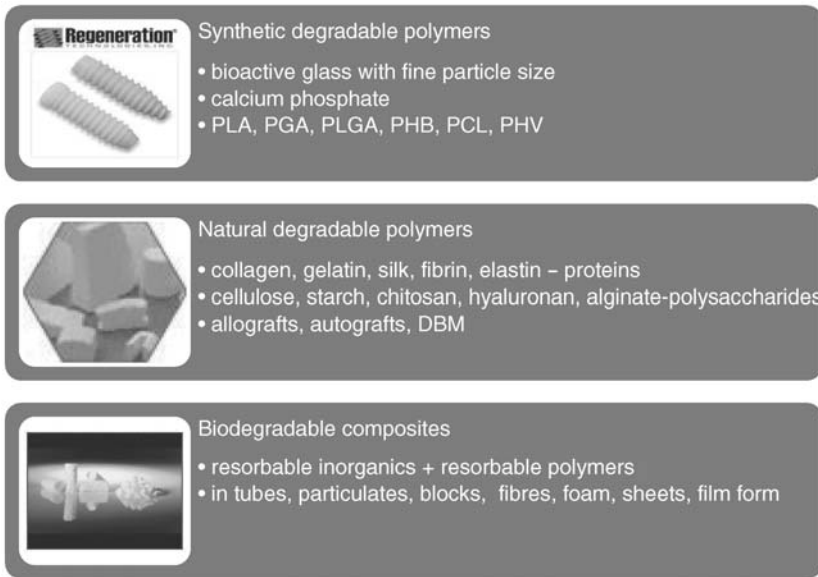 Regeneration®
TECHNOLOGIES, INC
Synthetic degradable polymers
• bioactive glass with fine particle size
• calcium phosphate
• PLA, PGA, PLGA, PHB, PCL, PHV
Natural degradable polymers
• collagen, gelatin, silk, fibrin, elastin – proteins
• cellulose, starch, chitosan, hyaluronan, alginate-polysaccharides
• allografts, autografts, DBM
Biodegradable composites
• resorbable inorganics + resorbable polymers
• in tubes, particulates, blocks, fibres, foam, sheets, film form